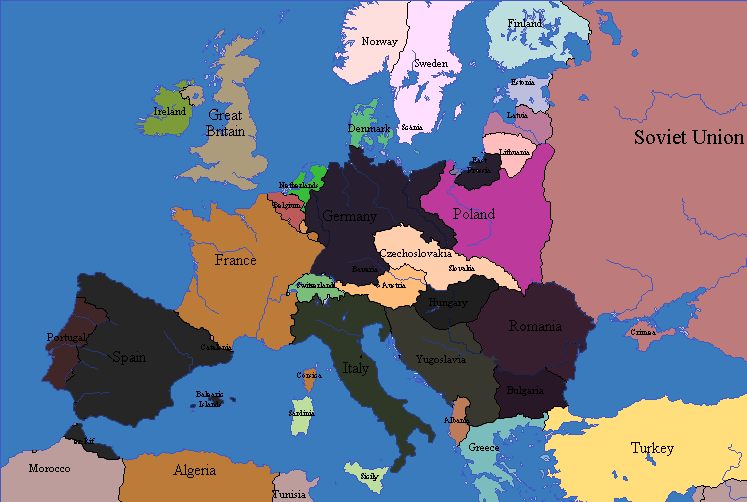 Finland
Norway
Sweden
Estonia
Ireland
Great
Britain
Latvia
Denmark
Scania
Soviet Union
Lithuania
East
Prussia
Netherlands
Belgium
Germany
Poland
Czechoslovakia
France
Bavaria
Slovakia
Switzerland
Austria
Hungary
Romania
Crimea
Portugal
Catalonia
Spain
Yugoslavia
Italy
Corsica
Bulgaria
Balearic
Islands
Sardinia
Albania
Greece
Turkey
Morocco
Algeria
Sicily
Tunisia